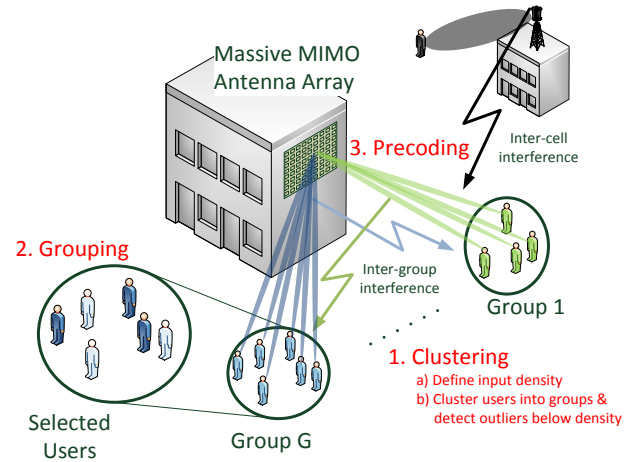 Massive MIMO
Antenna Array
3. Precoding
Inter-cell
interference
2. Grouping
Inter-group
interference
Group 1
1. Clustering
a) Define input density
b) Cluster users into groups &
detect outliers below density
Selected
Users
Group G